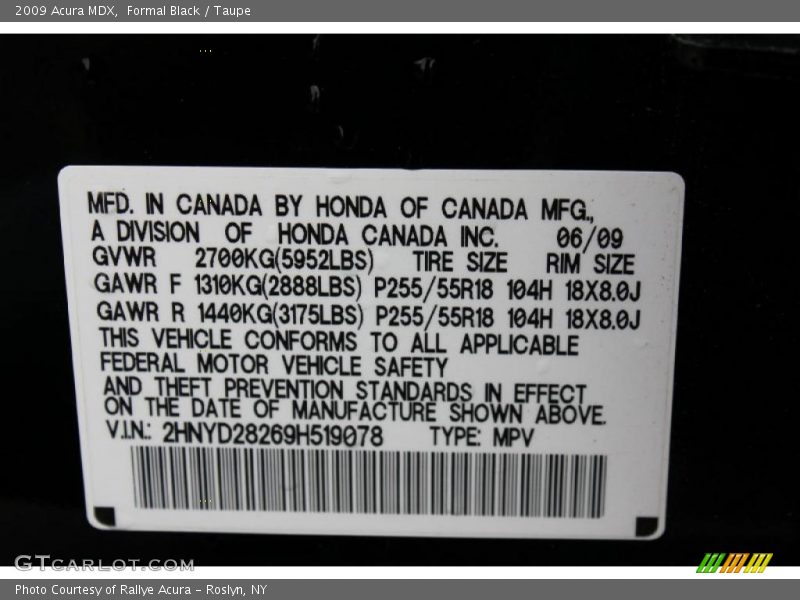 2009 Acura MDX,  Formal Black / Taupe
MFD. IN CANADA BY HONDA OF CANADA MFG.,
A DIVISION OF HONDA CANADA INC. 06/09
GVWR 2700KG(5952LBS) TIRE SIZE RIM SIZE
GAWR F 1310KG(2888LBS) P255/55R18 104H 18X8.0J
GAWR R 1440KG(3175LBS) P255/55R18 104H 18X8.0J
THIS VEHICLE CONFORMS TO ALL APPLICABLE
FEDERAL MOTOR VEHICLE SAFETY
AND THEFT PREVENTION STANDARDS IN EFFECT
ON THE DATE OF MANUFACTURE SHOWN ABOVE.
V.I.N.: 2HNYD28269H519078 TYPE: MPV
GTCARLOT.COM
Photo Courtesy of Rallye Acura - Roslyn, NY